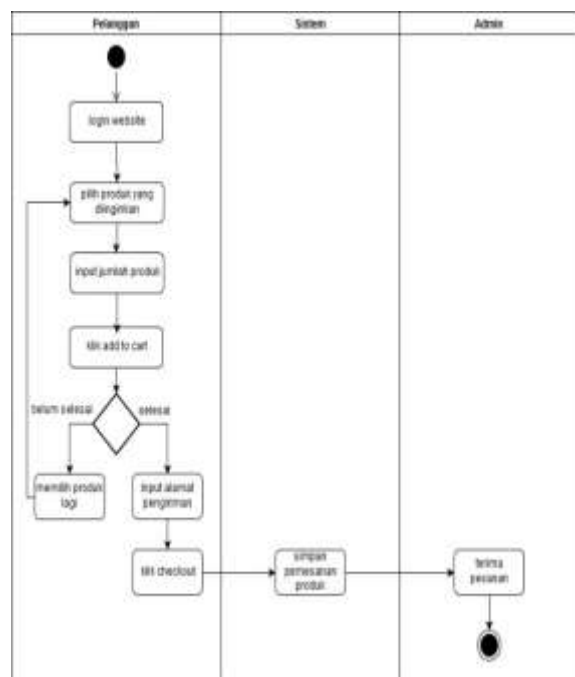 Pelanggan
Sistem
Admin
login website
pilih produk yang
diinginkan
input jumlah produk
klik add to cart
belum selesai
selesai
memilih produk
lagi
input alamat
pengiriman
klik checkout
simpan
pemesanan
produk
terima
pesanan